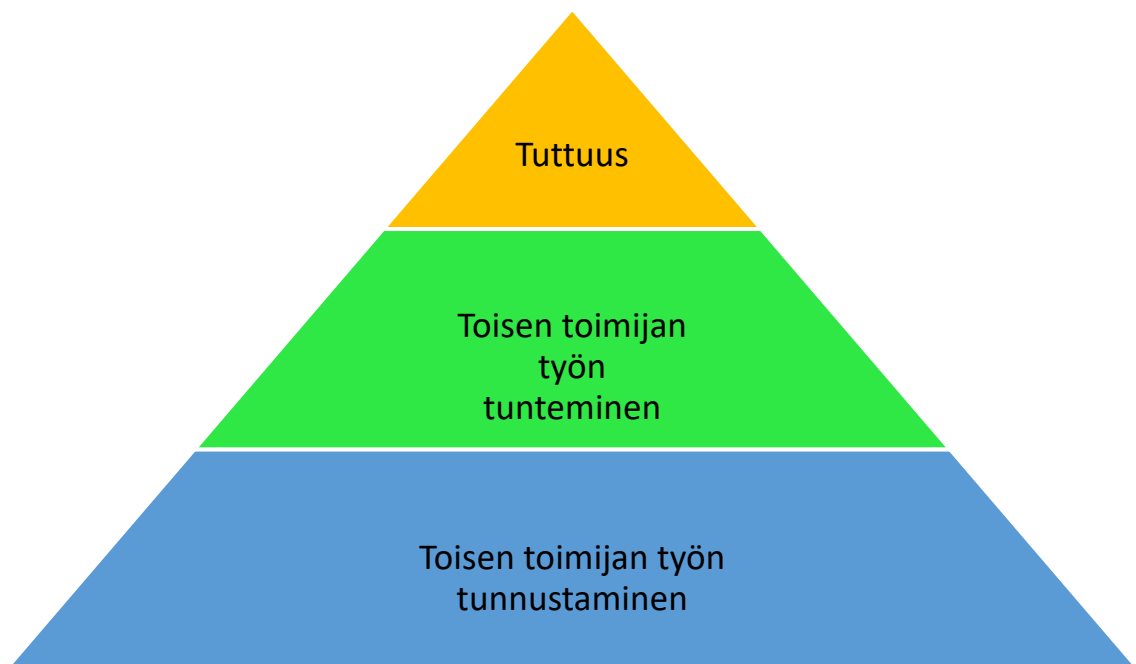 Tuttuus
Toisen toimijan
työn
tunteminen
Toisen toimijan työn
tunnustaminen